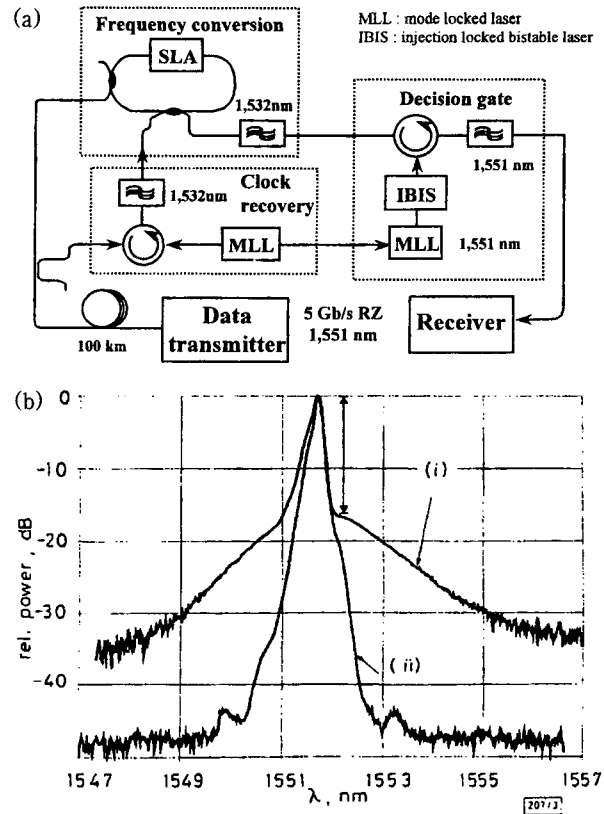 (a)
Frequency conversion
SLA
1,532nm
MLL : mode locked laser
IBIS : injection locked bistable laser
Decision gate
1,551 nm
IBIS
MLL
1,551 nm
1,532nm
Clock
recovery
MLL
100 km
Data
transmitter
5 Gb/s RZ
1,551 nm
Receiver
(b)
0
-10
-20
-30
-40
rel. power, dB
(i)
(ii)
1547
1549
1551
1553
1555
1557
λ, nm
207/3